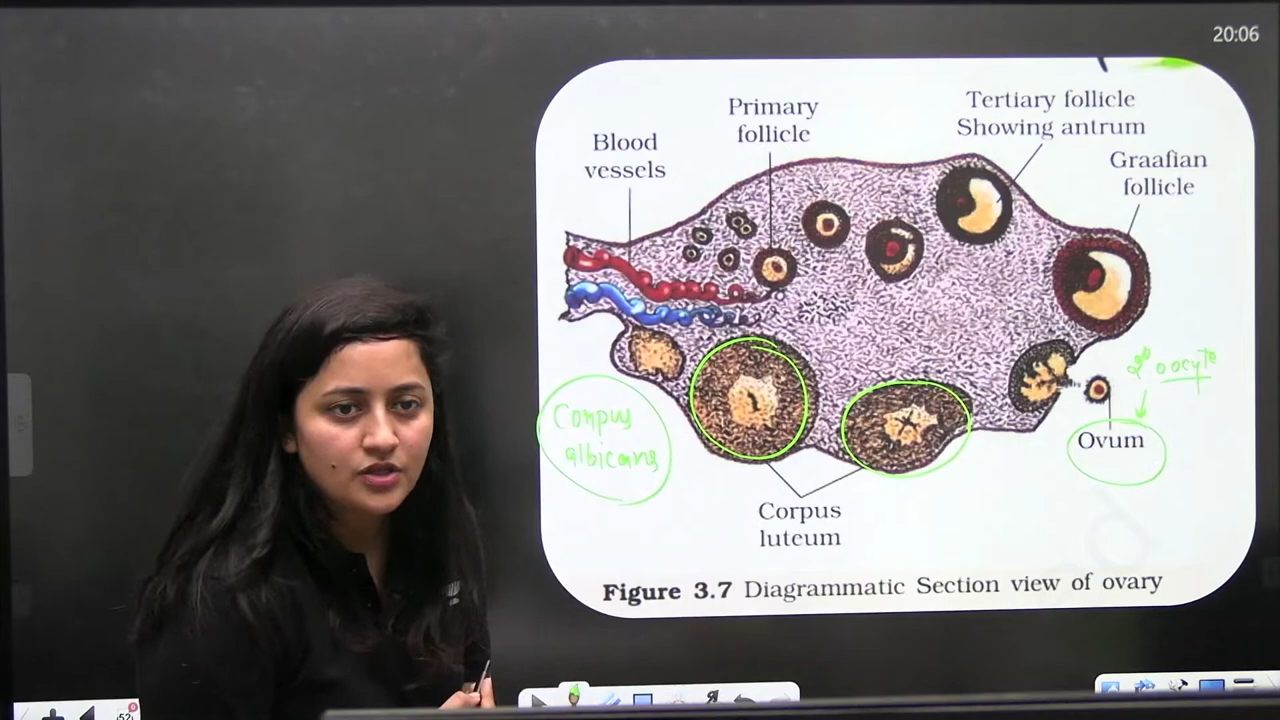 20:06
Primary
follicle
Blood
vessels
Tertiary follicle
Showing antrum
Graafian
follicle
2° oocyte
Corpus
albicans
Ovum
Corpus
luteum
Figure 3.7 Diagrammatic Section view of ovary